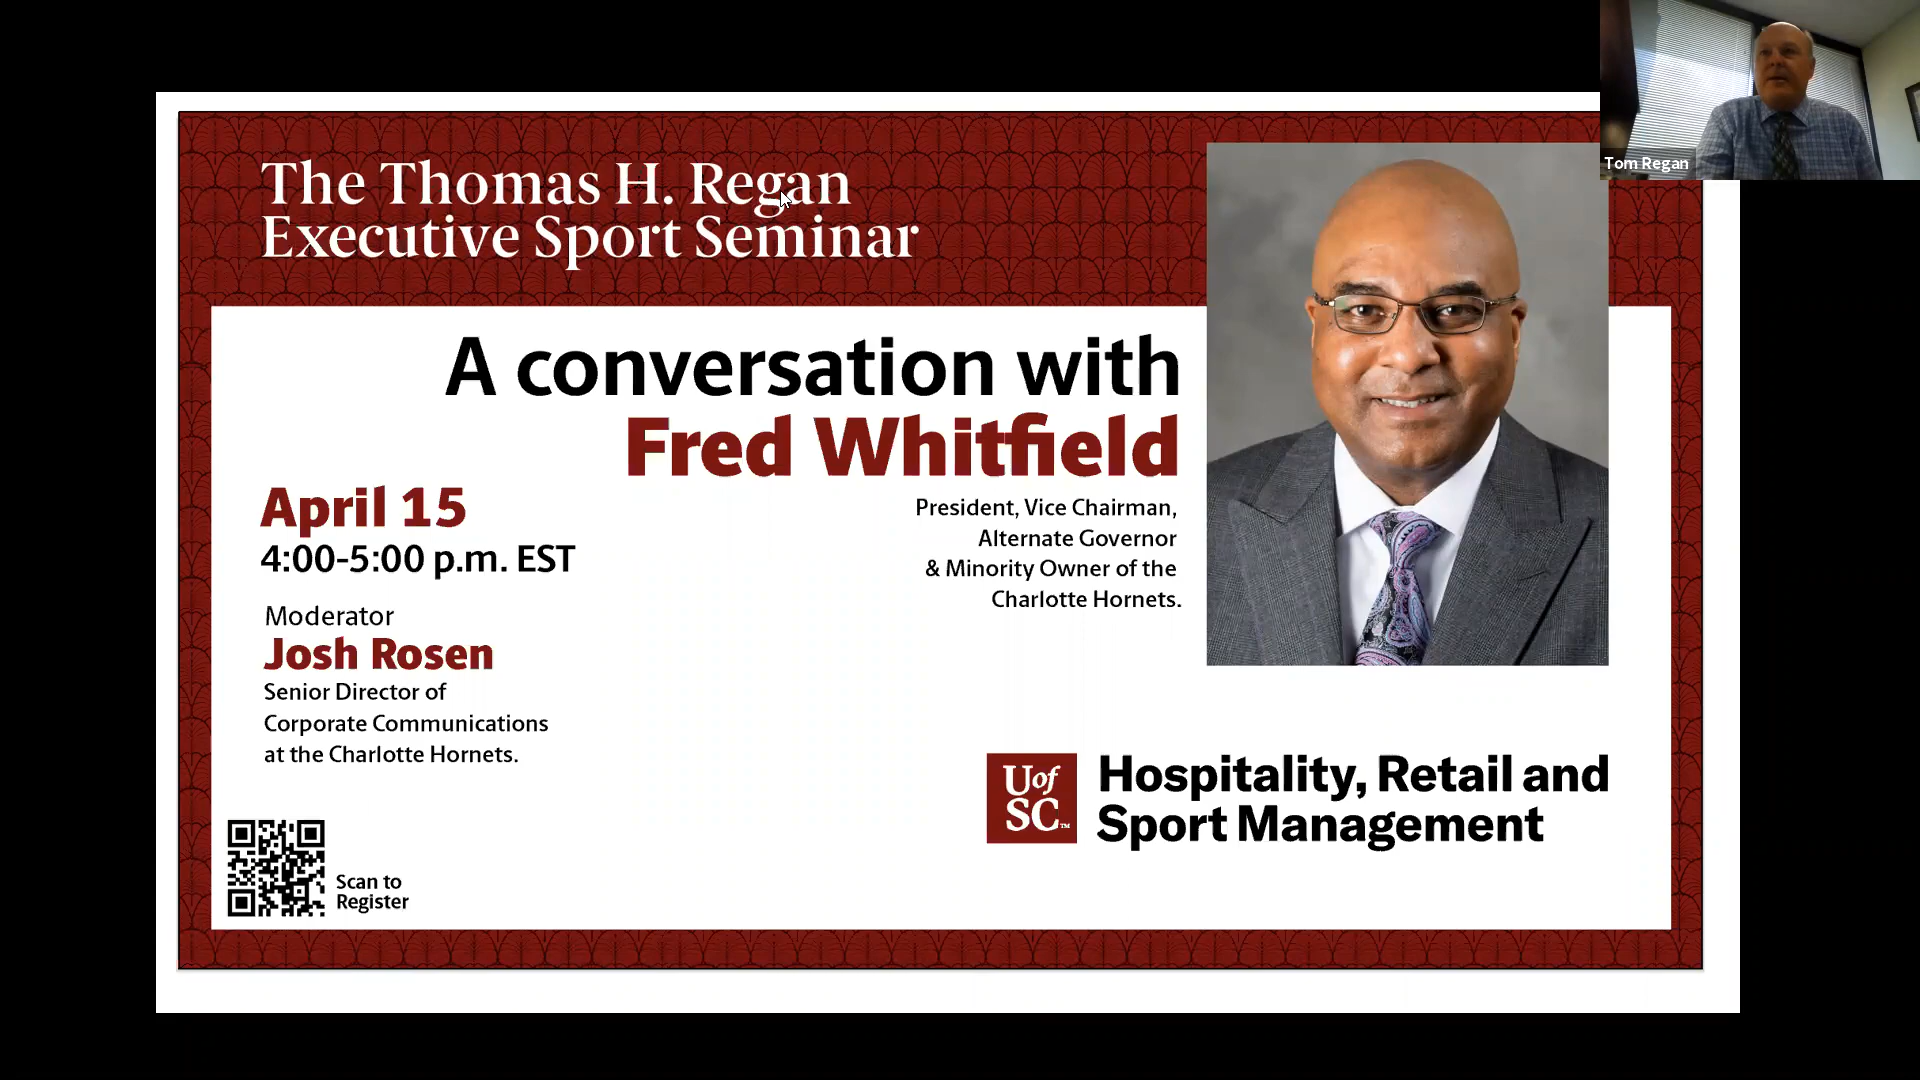 The Thomas H. Regan
Executive Sport Seminar
A conversation with
Fred Whitfield
President, Vice Chairman,
Alternate Governor
& Minority Owner of the
Charlotte Hornets.
April 15
4:00-5:00 p.m. EST
Moderator
Josh Rosen
Senior Director of
Corporate Communications
at the Charlotte Hornets.
Scan to
Register
U of
SC™
Hospitality, Retail and
Sport Management
Tom Regan